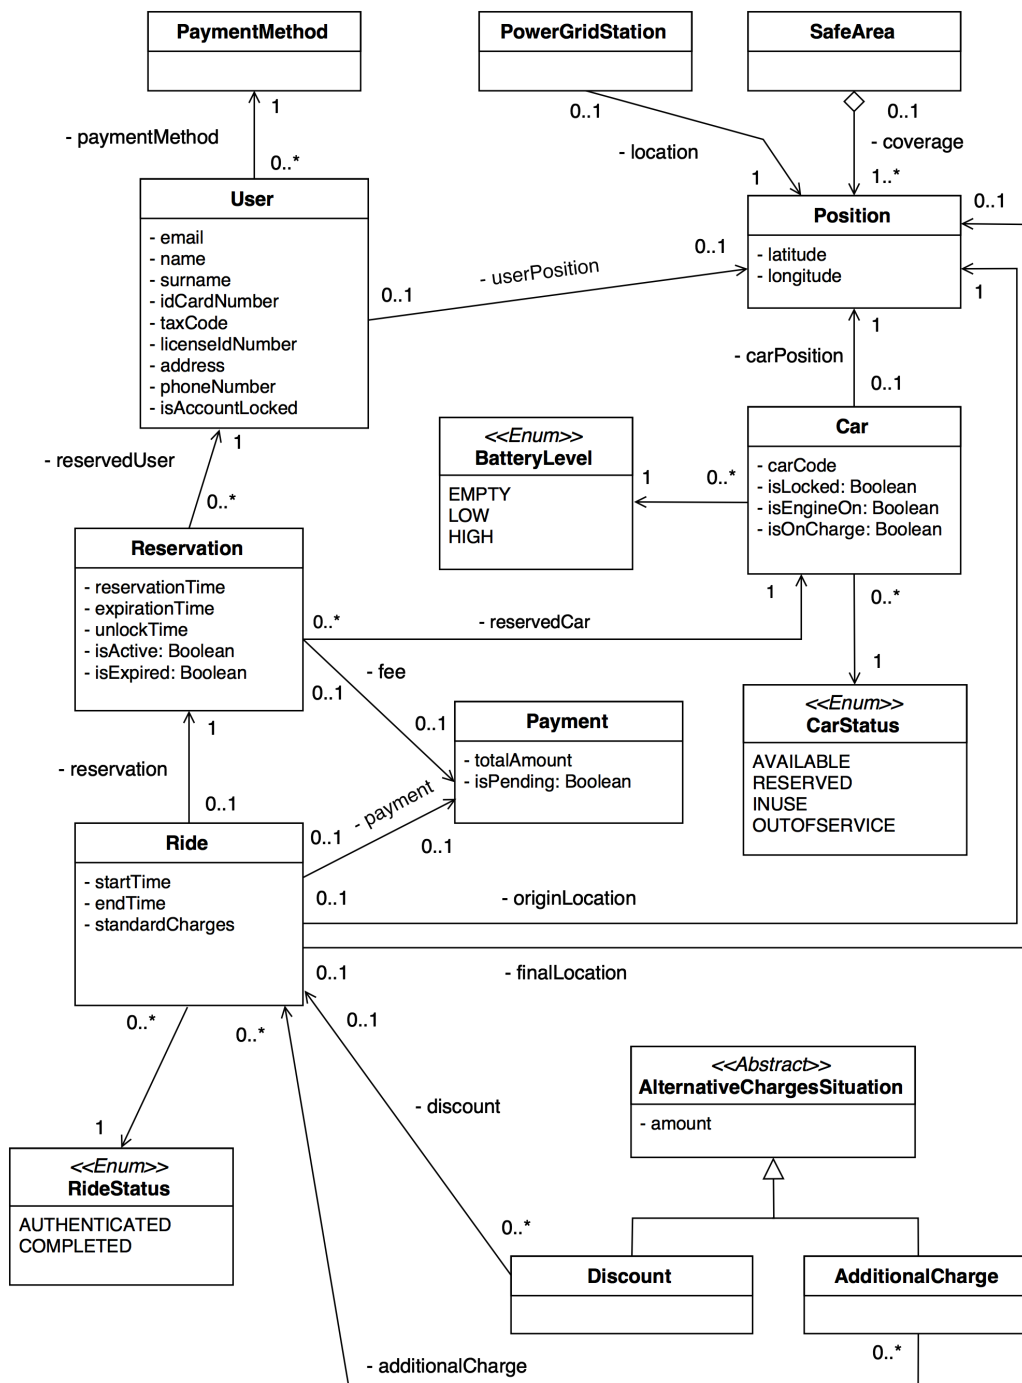 PaymentMethod
PowerGridStation
SafeArea
1
0..1
0..1
- paymentMethod
- location
- coverage
0..*
1
1..*
0..1
User
- email
- name
- surname
- idCardNumber
- taxCode
- licenseIdNumber
- address
- phoneNumber
- isAccountLocked
Position
- latitude
- longitude
0..1
- userPosition
0..1
1
1
- carPosition
0..1
1
- reservedUser
0..*
<<Enum>>
BatteryLevel
EMPTY
LOW
HIGH
1
0..*
Car
- carCode
- isLocked: Boolean
- isEngineOn: Boolean
- isOnCharge: Boolean
Reservation
- reservationTime
- expirationTime
- unlockTime
- isActive: Boolean
- isExpired: Boolean
0..*
- reservedCar
1
0..*
- fee
0..1
0..1
1
1
- reservation
0..1
Payment
- totalAmount
- isPending: Boolean
<<Enum>>
CarStatus
AVAILABLE
RESERVED
INUSE
OUTOFSERVICE
- payment
0..1
0..1
Ride
- startTime
- endTime
- standardCharges
0..1
- originLocation
0..1
- finalLocation
0..*
0..*
0..1
- discount
0..*
1
<<Enum>>
RideStatus
AUTHENTICATED
COMPLETED
<<Abstract>>
AlternativeChargesSituation
- amount
Discount
AdditionalCharge
- additionalCharge
0..*